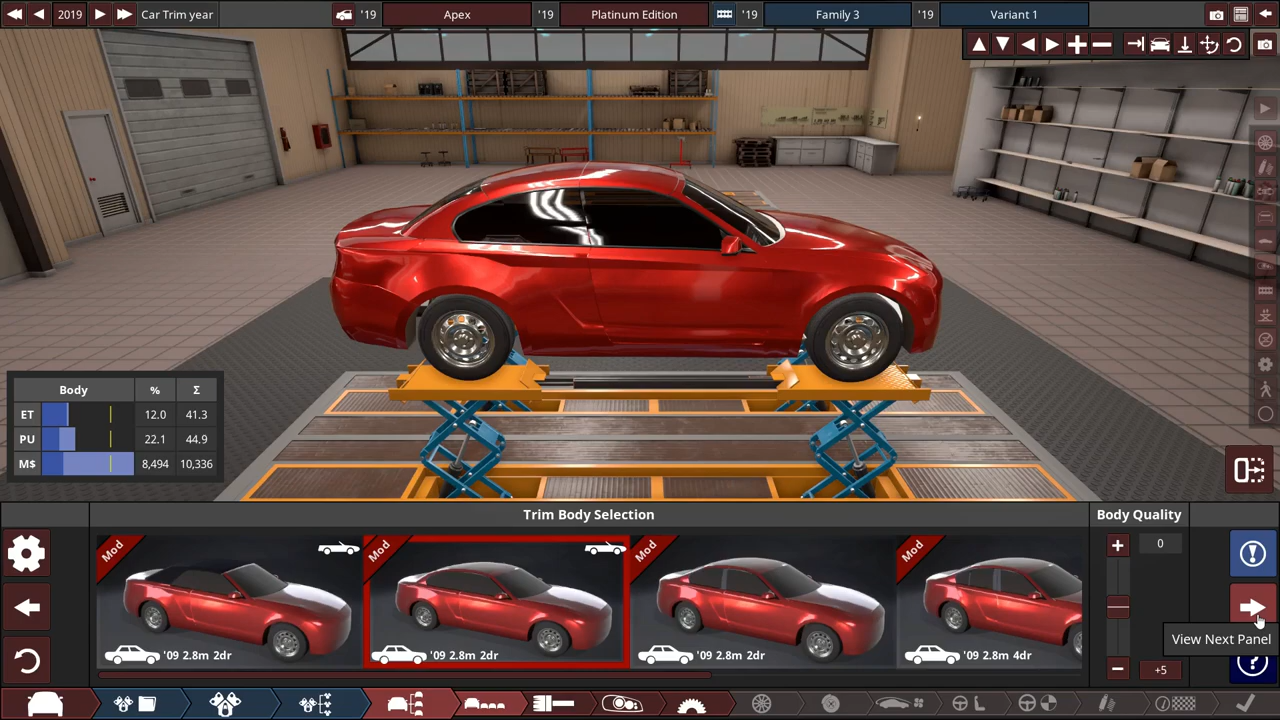 2019 Car Trim year '19 Apex '19 Platinum Edition '19 Family 3 '19 Variant 1
Body % Σ
ET 12.0 41.3
PU 22.1 44.9
M$ 8,494 10,336
Trim Body Selection
Body Quality
Mod
Mod
Mod
Mod
0
'09 2.8m 2dr
'09 2.8m 2dr
'09 2.8m 2dr
'09 2.8m 4dr
View Next Panel
+5